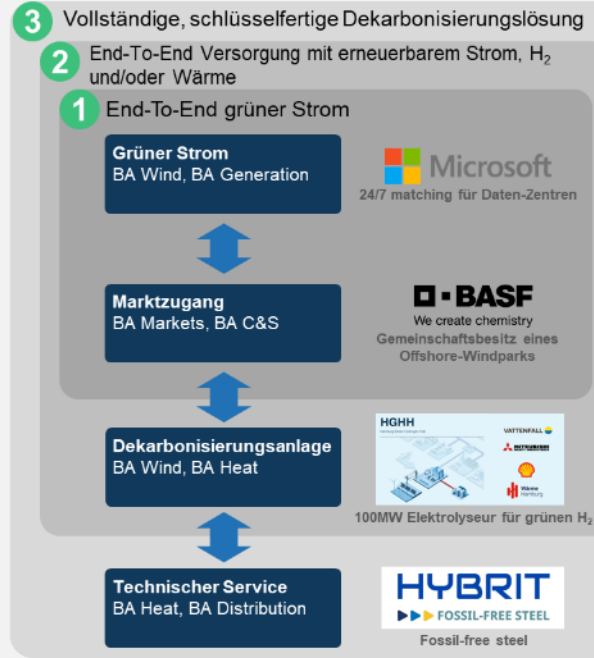 3 Vollständige, schlüsselfertige Dekarbonisierungslösung
2 End-To-End Versorgung mit erneuerbarem Strom, H₂
und/oder Wärme
1 End-To-End grüner Strom
Grüner Strom
BA Wind, BA Generation
Microsoft
24/7 matching für Daten-Zentren
Marktzugang
BA Markets, BA C&S
BASF
We create chemistry
Gemeinschaftsbesitz eines
Offshore-Windparks
Dekarbonisierungsanlage
BA Wind, BA Heat
HGHH
VATTENFALL
MITSUBISHI
Wärme
Hamburg
100MW Elektrolyseur für grünen H₂
Technischer Service
BA Heat, BA Distribution
HYBRIT
FOSSIL-FREE STEEL
Fossil-free steel